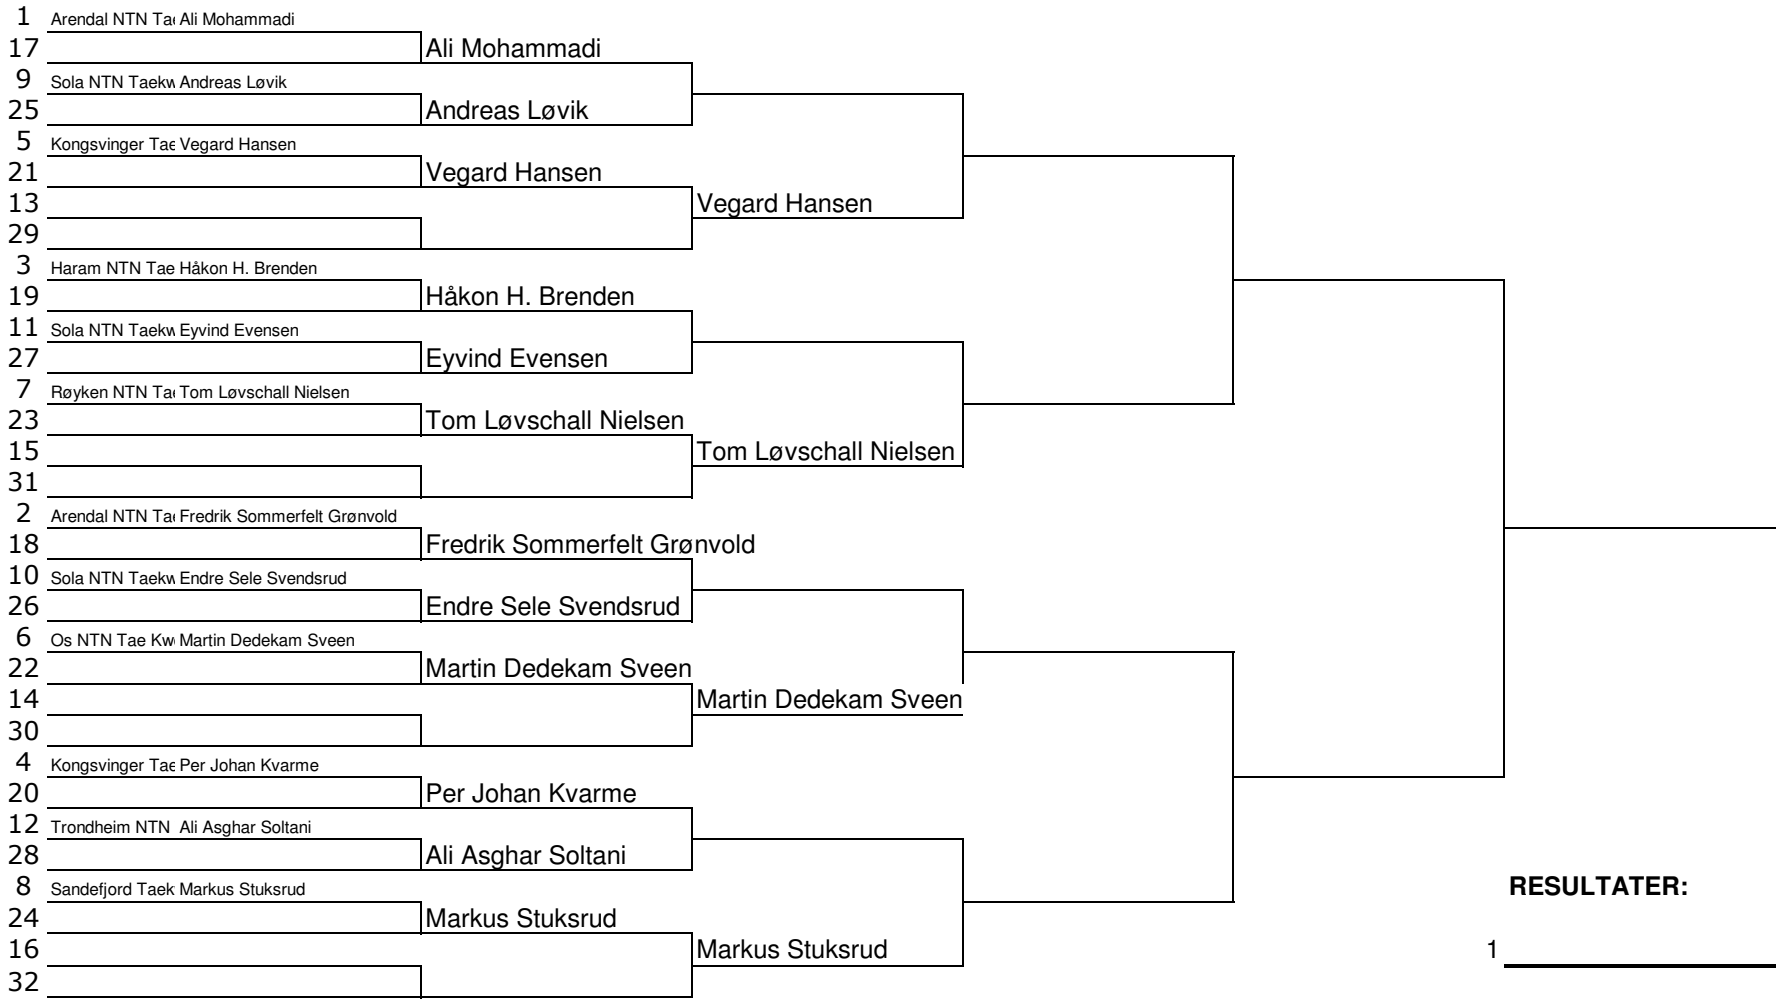 1 Arendal NTN Tae Ali Mohammadi
17 Ali Mohammadi
9 Sola NTN Taekw Andreas Løvik
25 Andreas Løvik
5 Kongsvinger Tae Vegard Hansen
21 Vegard Hansen
13 Vegard Hansen
29
3 Haram NTN Tae Håkon H. Brenden
19 Håkon H. Brenden
11 Sola NTN Taekw Eyvind Evensen
27 Eyvind Evensen
7 Røyken NTN Tae Tom Løvschall Nielsen
23 Tom Løvschall Nielsen
15 Tom Løvschall Nielsen
31
2 Arendal NTN Tae Fredrik Sommerfelt Grønvold
18 Fredrik Sommerfelt Grønvold
10 Sola NTN Taekw Endre Sele Svendsrud
26 Endre Sele Svendsrud
6 Os NTN Tae Kwo Martin Dedekam Sveen
22 Martin Dedekam Sveen
14 Martin Dedekam Sveen
30
4 Kongsvinger Tae Per Johan Kvarme
20 Per Johan Kvarme
12 Trondheim NTN Ali Asghar Soltani
28 Ali Asghar Soltani
8 Sandefjord Taek Markus Stuksrud
RESULTATER:
24 Markus Stuksrud
16 Markus Stuksrud
1
32